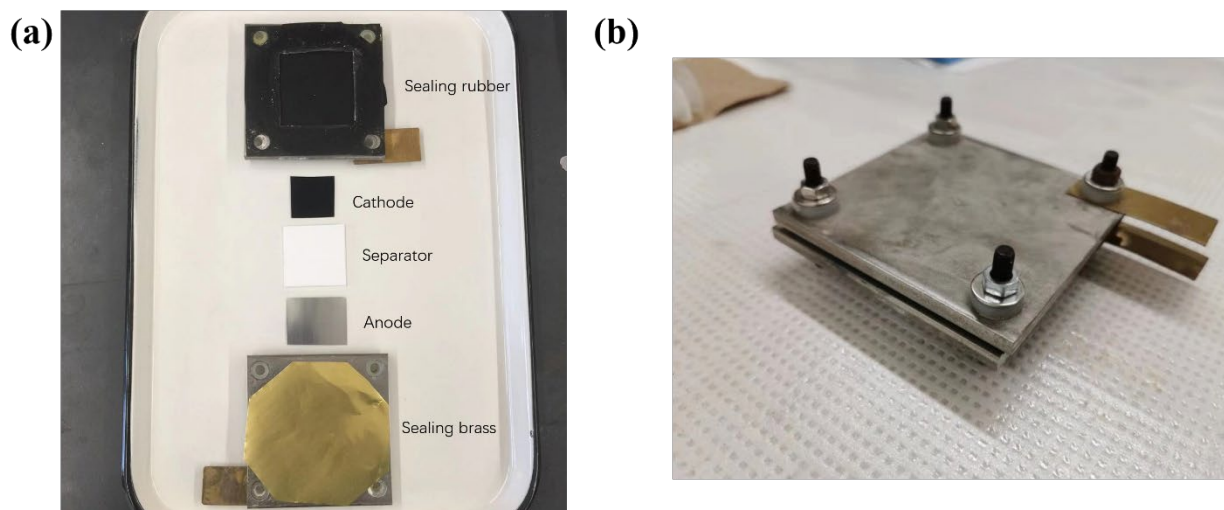 (a)
Sealing rubber
Cathode
Separator
Anode
Sealing brass
(b)